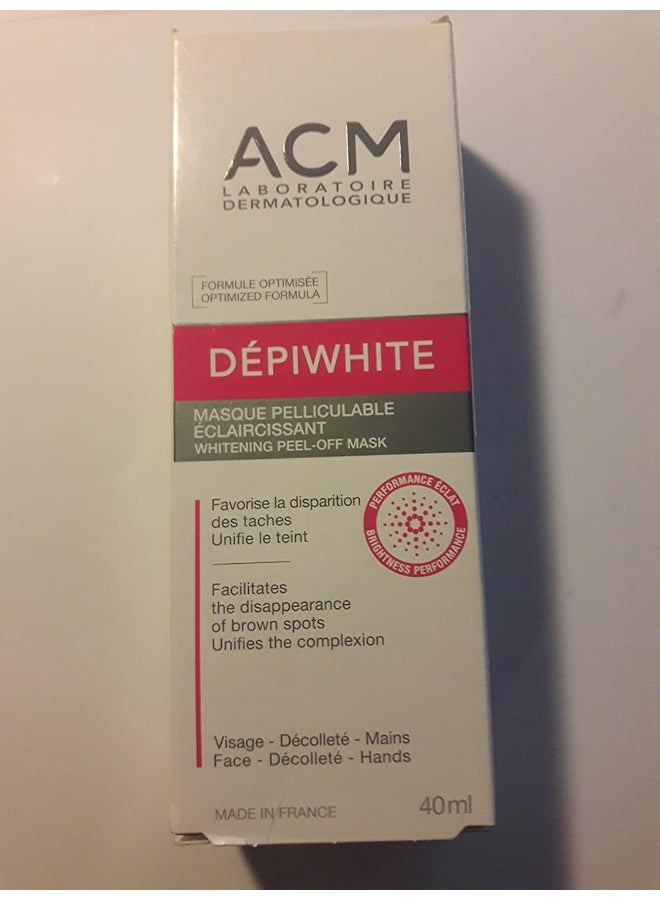 ACM
LABORATOIRE
DERMATOLOGIQUE
FORMULE OPTIMISÉE
OPTIMIZED FORMULA
DÉPIWHITE
MASQUE PELLICULABLE
ÉCLAIRCISSANT
WHITENING PEEL-OFF MASK
Favorise la disparition
des taches
Unifie le teint
PERFORMANCE ÉCLAT
BRIGHTNESS PERFORMANCE
Facilitates
the disappearance
of brown spots
Unifies the complexion
Visage - Décolleté - Mains
Face - Décolleté - Hands
MADE IN FRANCE
40ml